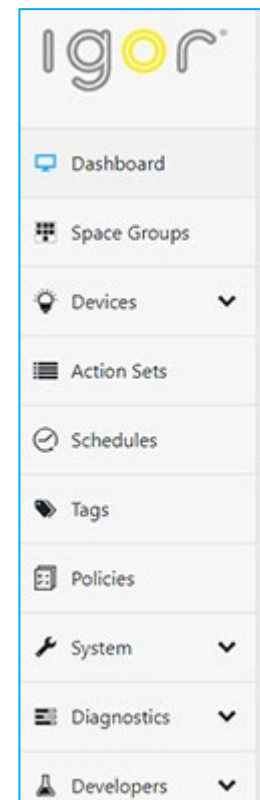 Igor®
Dashboard
Space Groups
Devices
Action Sets
Schedules
Tags
Policies
System
Diagnostics
Developers